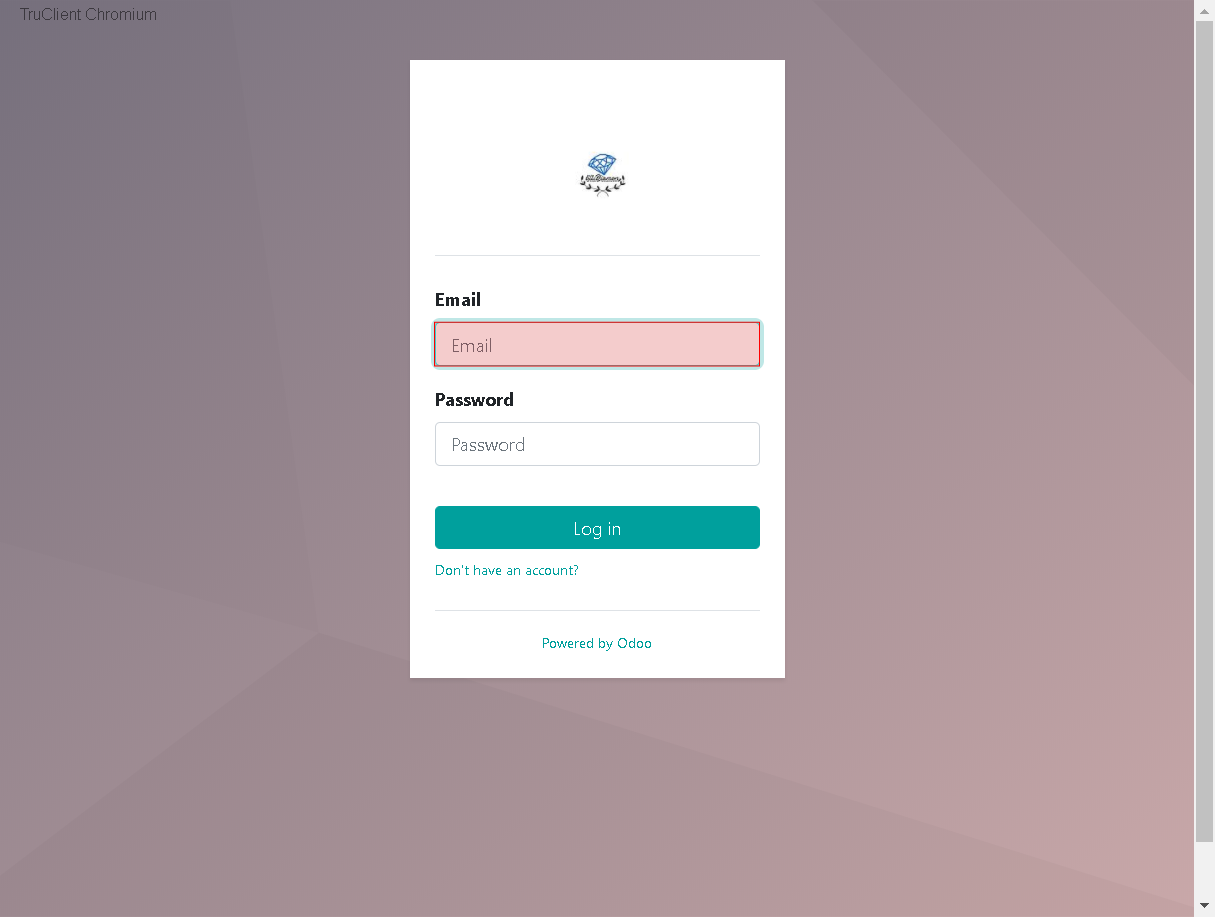 TruClient Chromium
Email
Email
Password
Password
Log in
Don't have an account?
Powered by Odoo